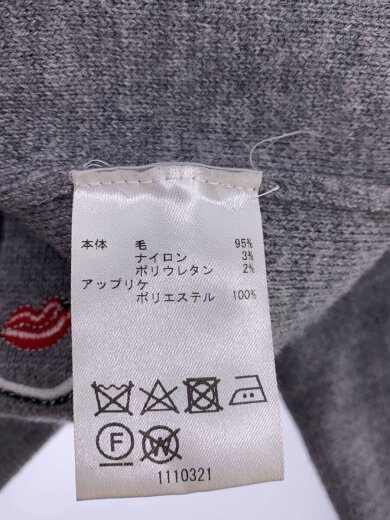 本体 毛 95%
ナイロン 3%
ポリウレタン 2%
アップリケ
ポリエステル 100%
F W
1110321